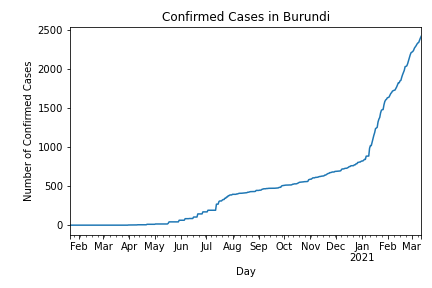 Confirmed Cases in Burundi
Number of Confirmed Cases
2500
2000
1500
1000
500
0
Feb Mar Apr May Jun Jul Aug Sep Oct Nov Dec Jan Feb Mar
2021
Day